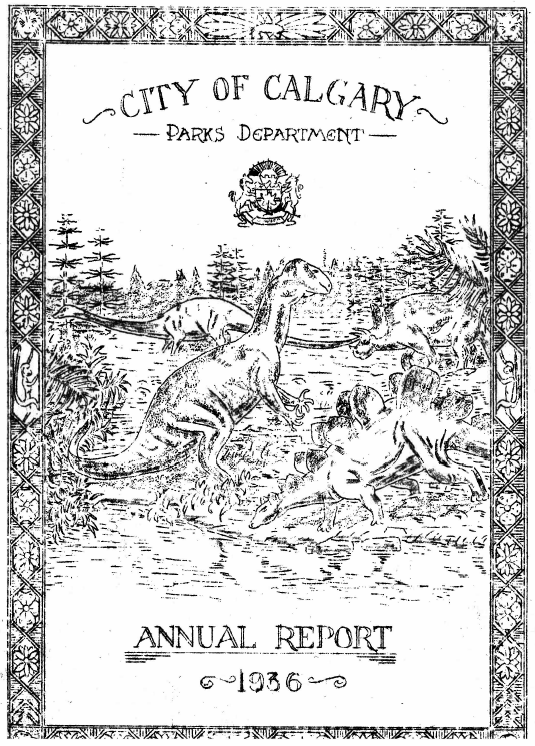 CITY OF CALGARY
— PARKS DEPARTMENT —
ANNUAL REPORT
1936